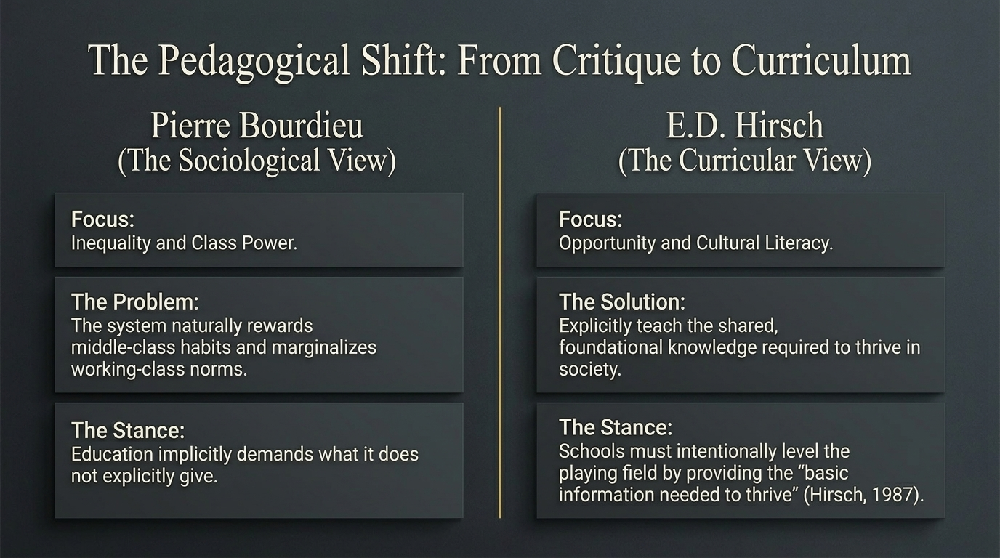 The Pedagogical Shift: From Critique to Curriculum
Pierre Bourdieu
(The Sociological View)
Focus:
Inequality and Class Power.
The Problem:
The system naturally rewards
middle-class habits and marginalizes
working-class norms.
The Stance:
Education implicitly demands what it does
not explicitly give.
E.D. Hirsch
(The Curricular View)
Focus:
Opportunity and Cultural Literacy.
The Solution:
Explicitly teach the shared,
foundational knowledge required to thrive in
society.
The Stance:
Schools must intentionally level the
playing field by providing the “basic
information needed to thrive” (Hirsch, 1987).